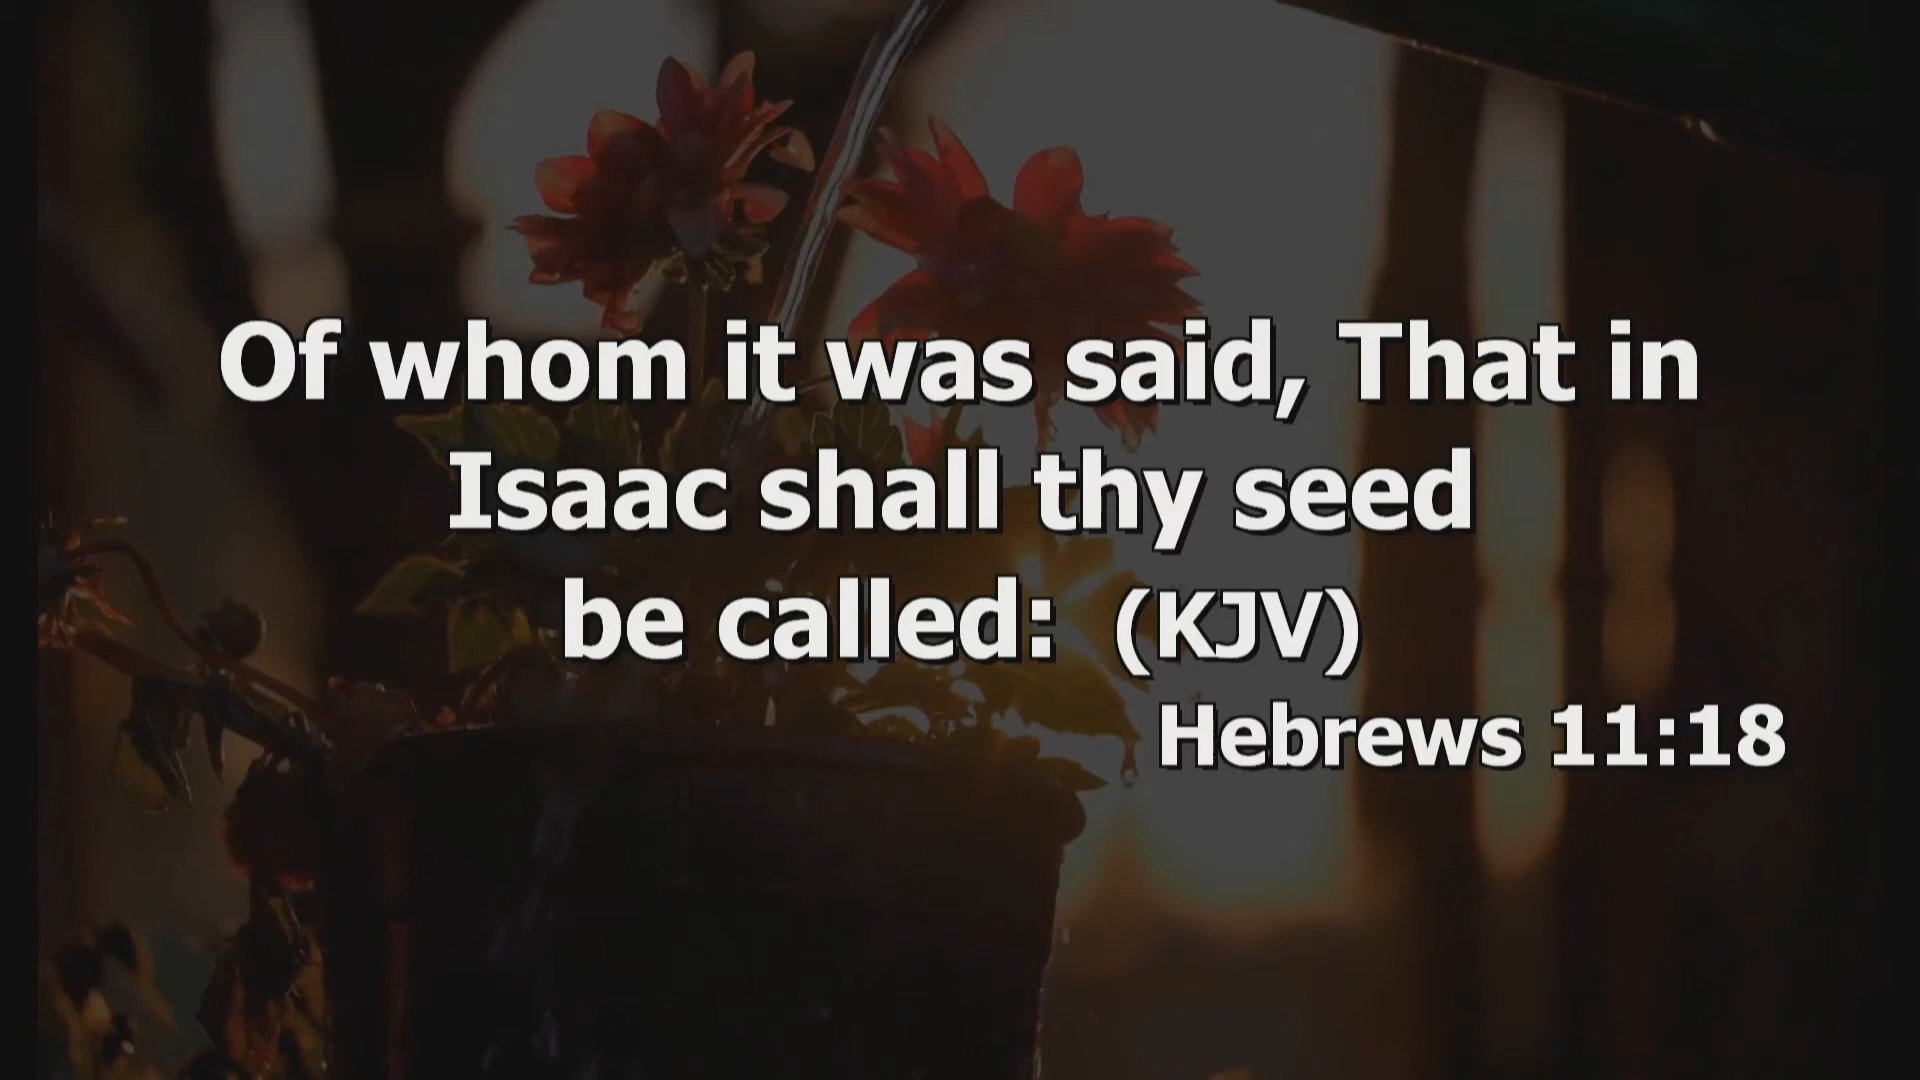 Of whom it was said, That in
Isaac shall thy seed
be called: (KJV)
Hebrews 11:18